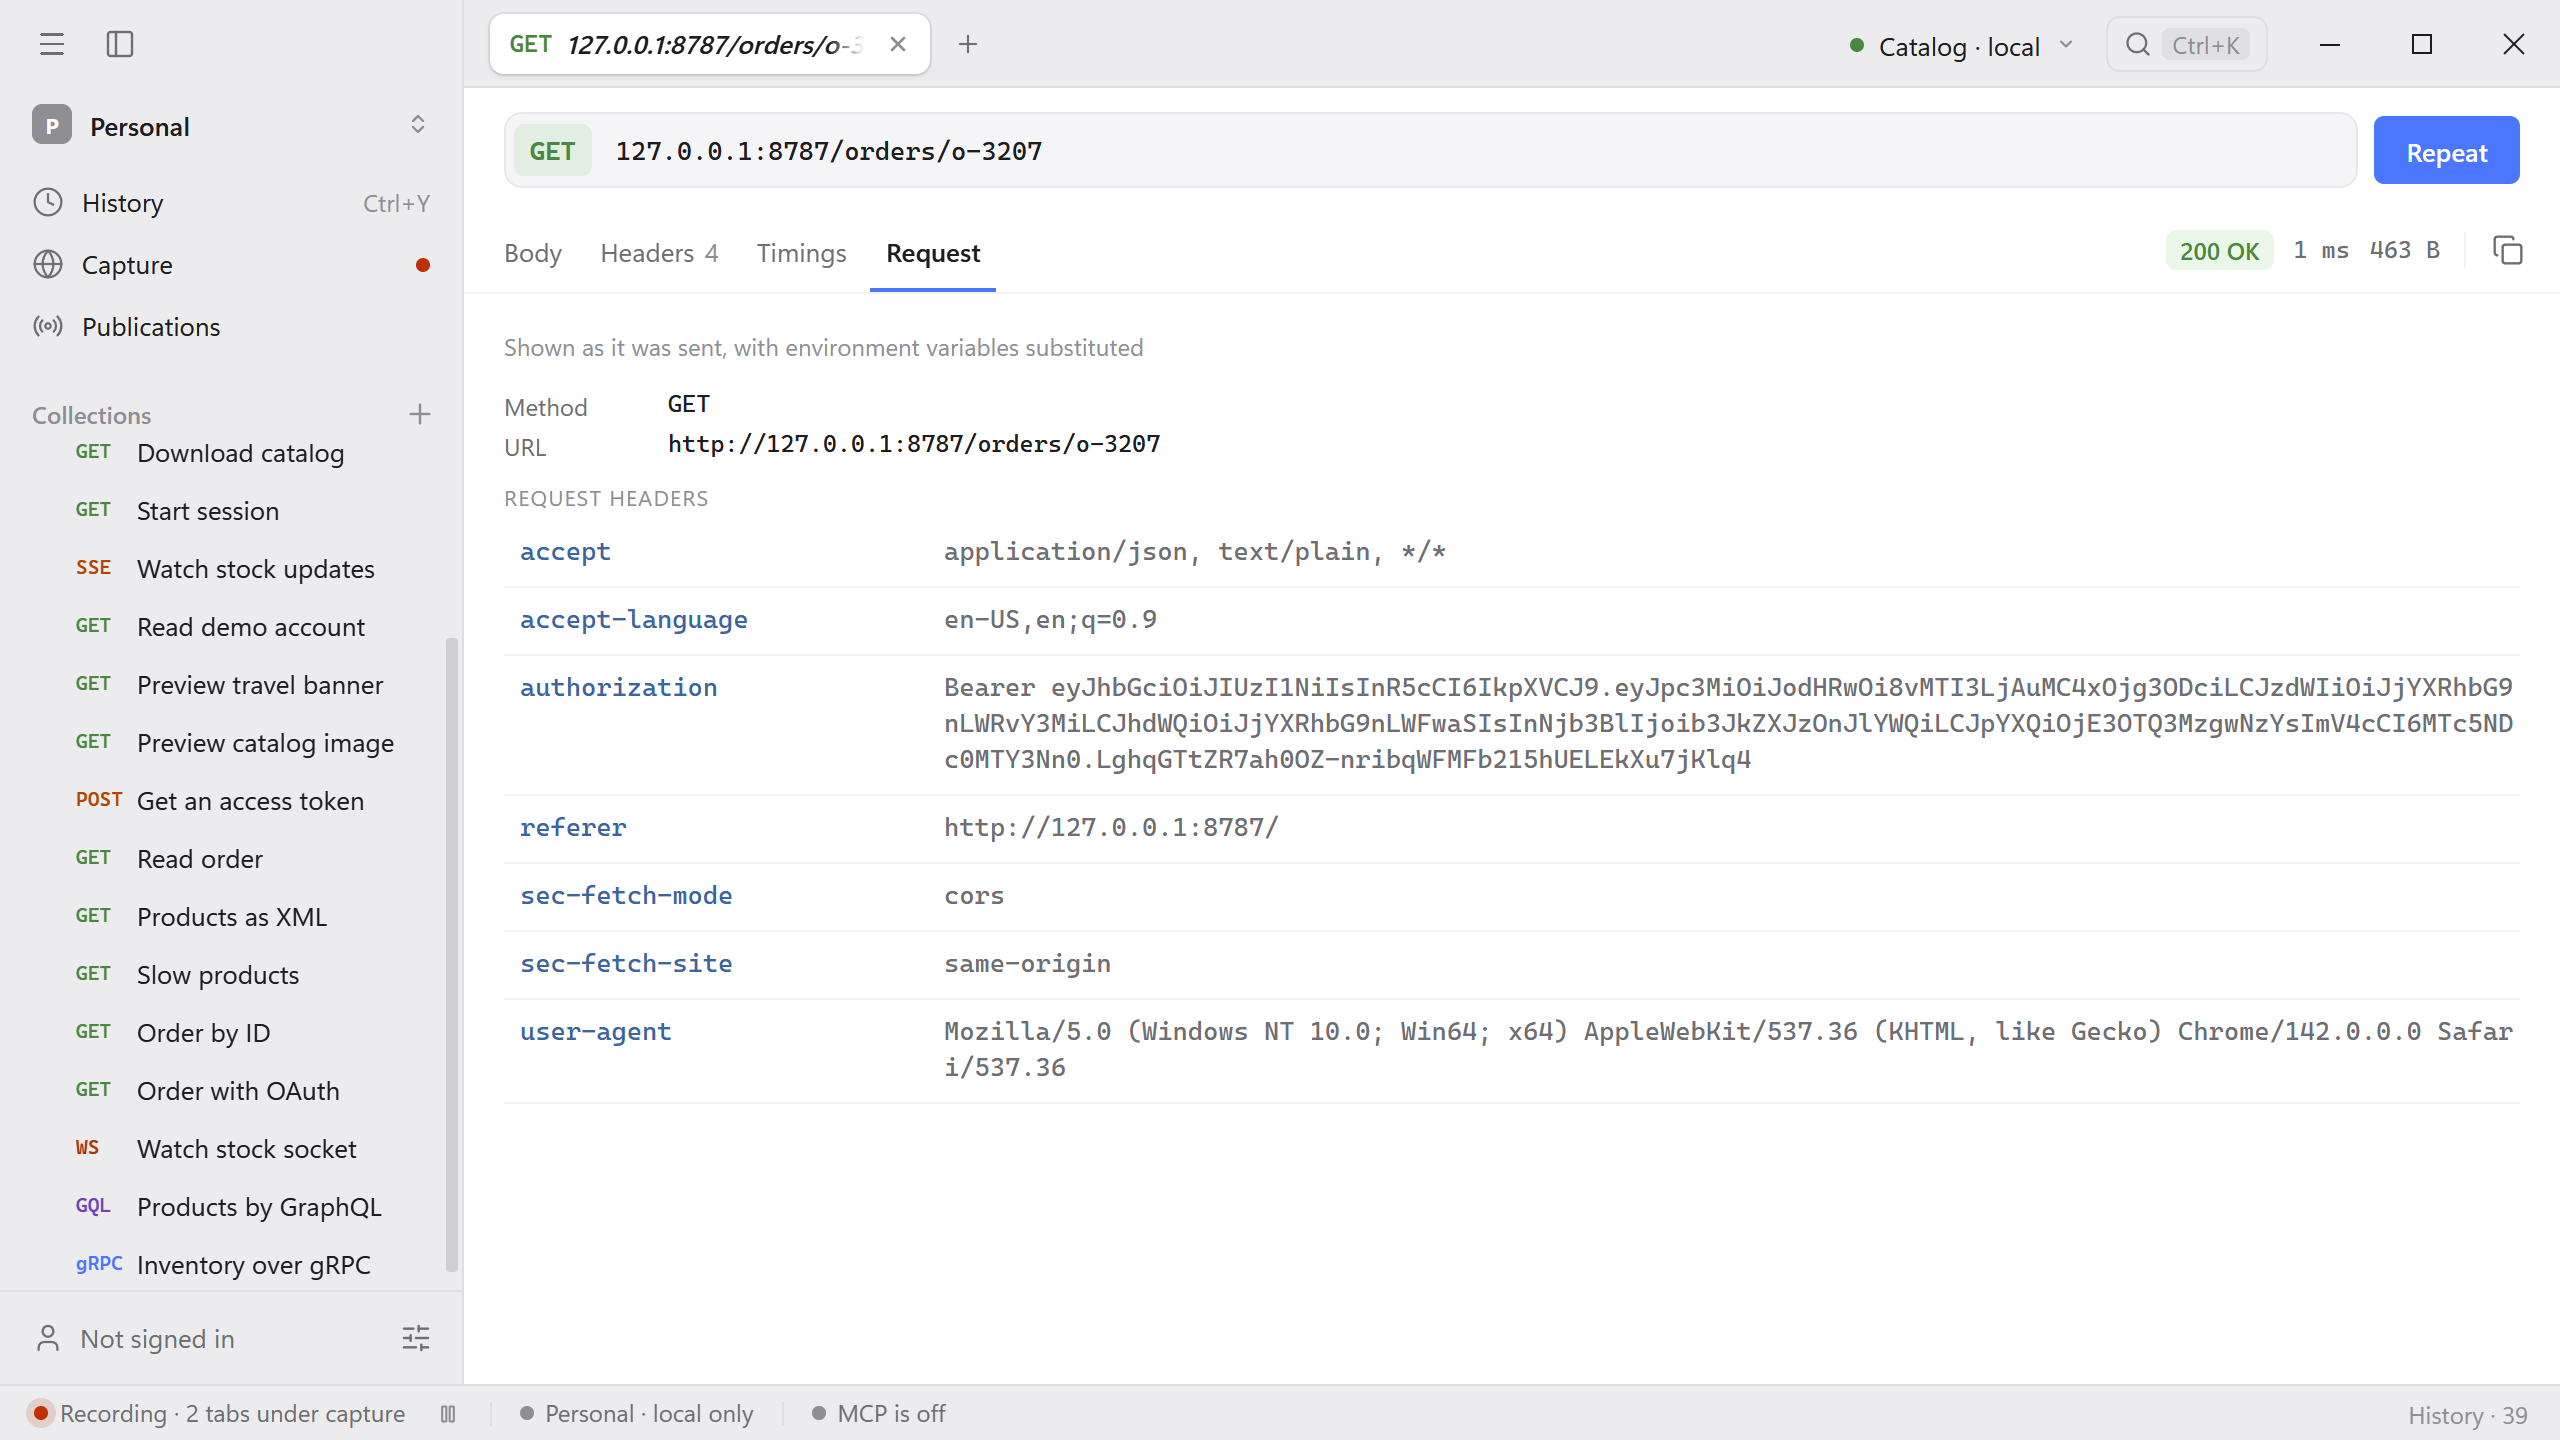 GET 127.0.0.1:8787/orders/o-3
Catalog · local
Ctrl+K
P Personal
History Ctrl+Y
Capture
Publications
Collections
GET Download catalog
GET Start session
SSE Watch stock updates
GET Read demo account
GET Preview travel banner
GET Preview catalog image
POST Get an access token
GET Read order
GET Products as XML
GET Slow products
GET Order by ID
GET Order with OAuth
WS Watch stock socket
GQL Products by GraphQL
gRPC Inventory over gRPC
Not signed in
GET 127.0.0.1:8787/orders/o-3207
Repeat
Body Headers 4 Timings Request
200 OK 1 ms 463 B
Shown as it was sent, with environment variables substituted
Method GET
URL http://127.0.0.1:8787/orders/o-3207
REQUEST HEADERS
accept application/json, text/plain, */*
accept-language en-US,en;q=0.9
authorization Bearer eyJhbGciOiJIUzI1NiIsInR5cCI6IkpXVCJ9.eyJpc3MiOiJodHRwOi8vMTI3LjAuMC4xOjg3ODciLCJzdWIiOiJjYXRhbG9
nLWRvY3MiLCJhdWQiOiJjYXRhbG9nLWFwaSIsInNjb3BlIjoib3JkZXJzOnJlYWQiLCJpYXQiOjE3OTQ3MzgwNzYsImV4cCI6MTc5ND
c0MTY3Nn0.LghqGTtZR7ah0OZ-nribqWFMFb215hUELEkXu7jKlq4
referer http://127.0.0.1:8787/
sec-fetch-mode cors
sec-fetch-site same-origin
user-agent Mozilla/5.0 (Windows NT 10.0; Win64; x64) AppleWebKit/537.36 (KHTML, like Gecko) Chrome/142.0.0.0 Safar
i/537.36
Recording · 2 tabs under capture
Personal · local only
MCP is off
History · 39